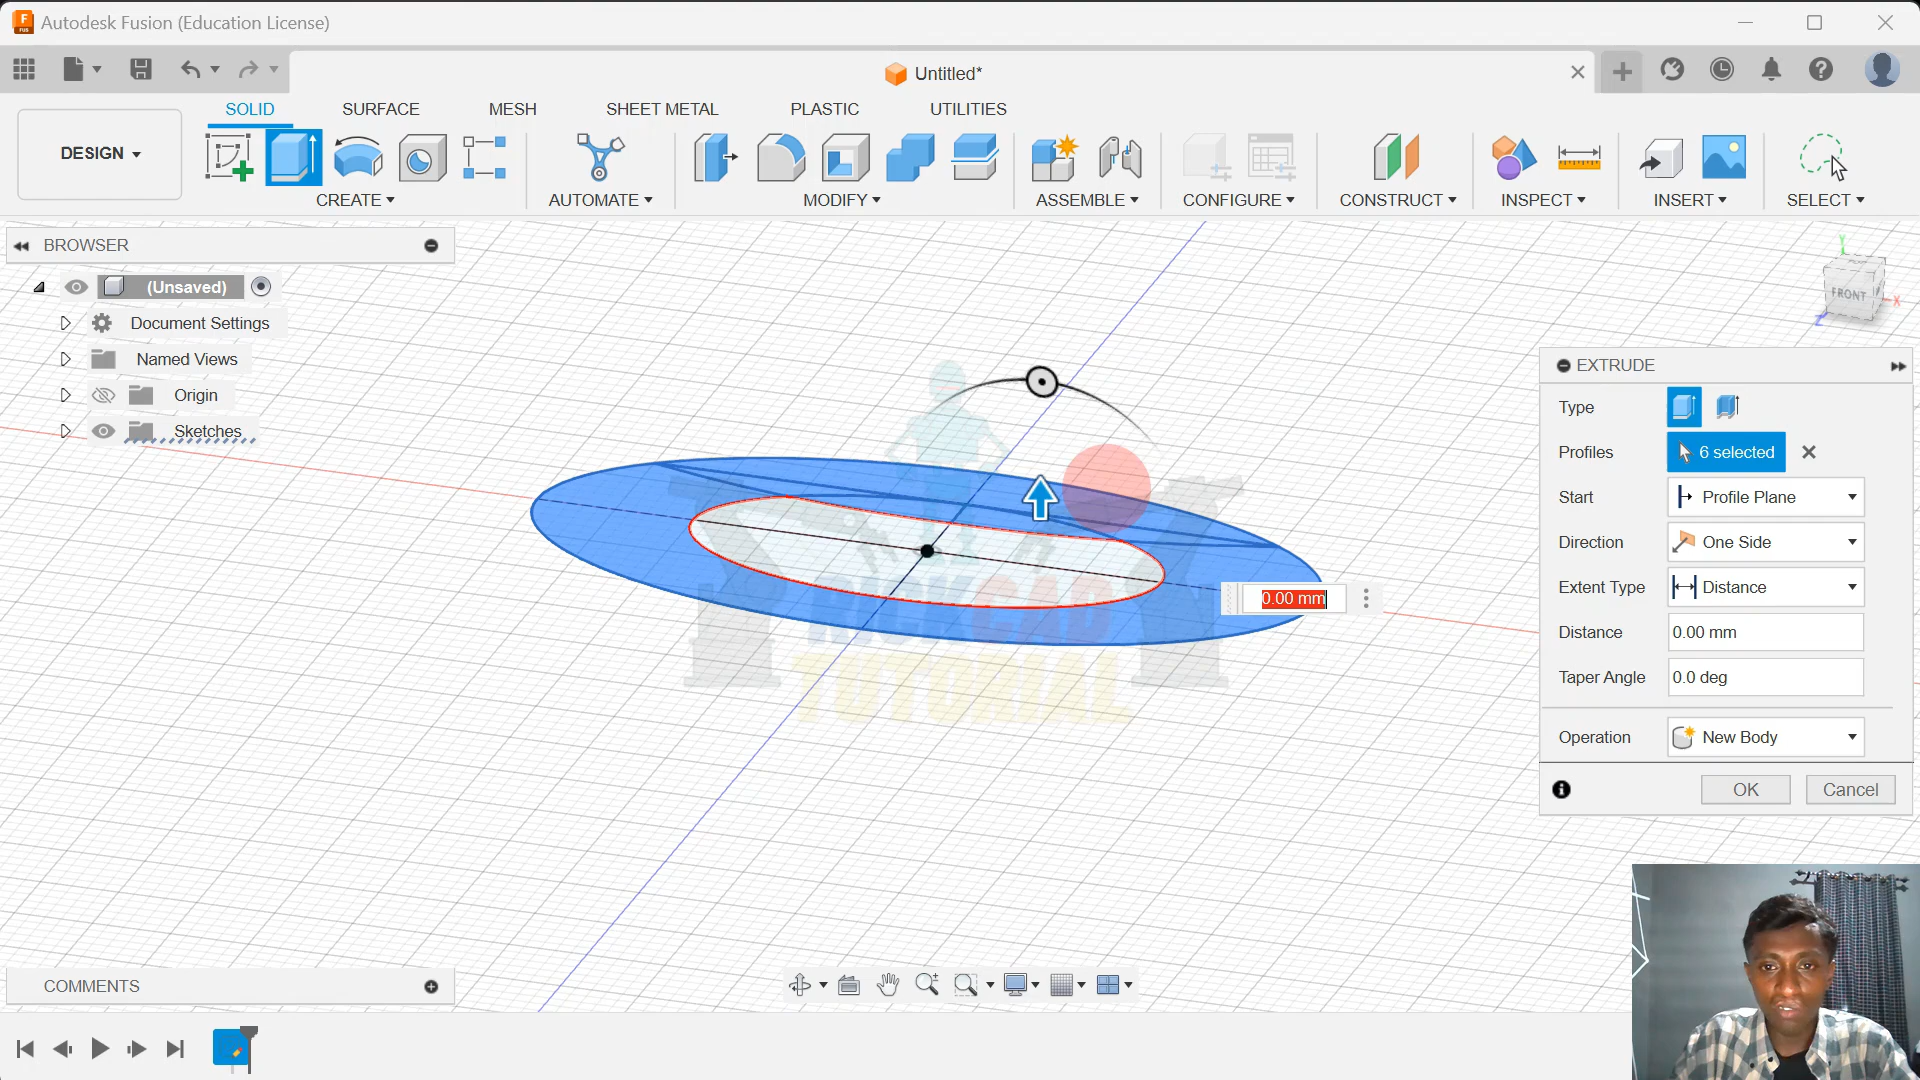 Autodesk Fusion (Education License)
Untitled*
SOLID SURFACE MESH SHEET METAL PLASTIC UTILITIES
DESIGN
CREATE AUTOMATE MODIFY ASSEMBLE CONFIGURE CONSTRUCT INSPECT INSERT SELECT
BROWSER
(Unsaved)
Document Settings
Named Views
Origin
Sketches
Y
FRONT
X
Z
RICKCAD
TUTORIAL
0.00 mm
EXTRUDE
Type
Profiles 6 selected
Start Profile Plane
Direction One Side
Extent Type Distance
Distance 0.00 mm
Taper Angle 0.0 deg
Operation New Body
OK Cancel
COMMENTS